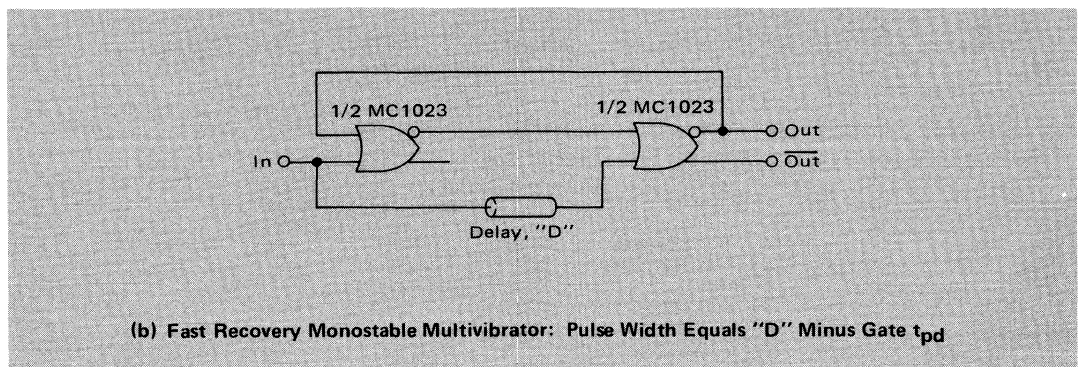 1/2 MC1023
1/2 MC1023
Out
In
Out
Delay, "D"
(b) Fast Recovery Monostable Multivibrator: Pulse Width Equals "D" Minus Gate tpd